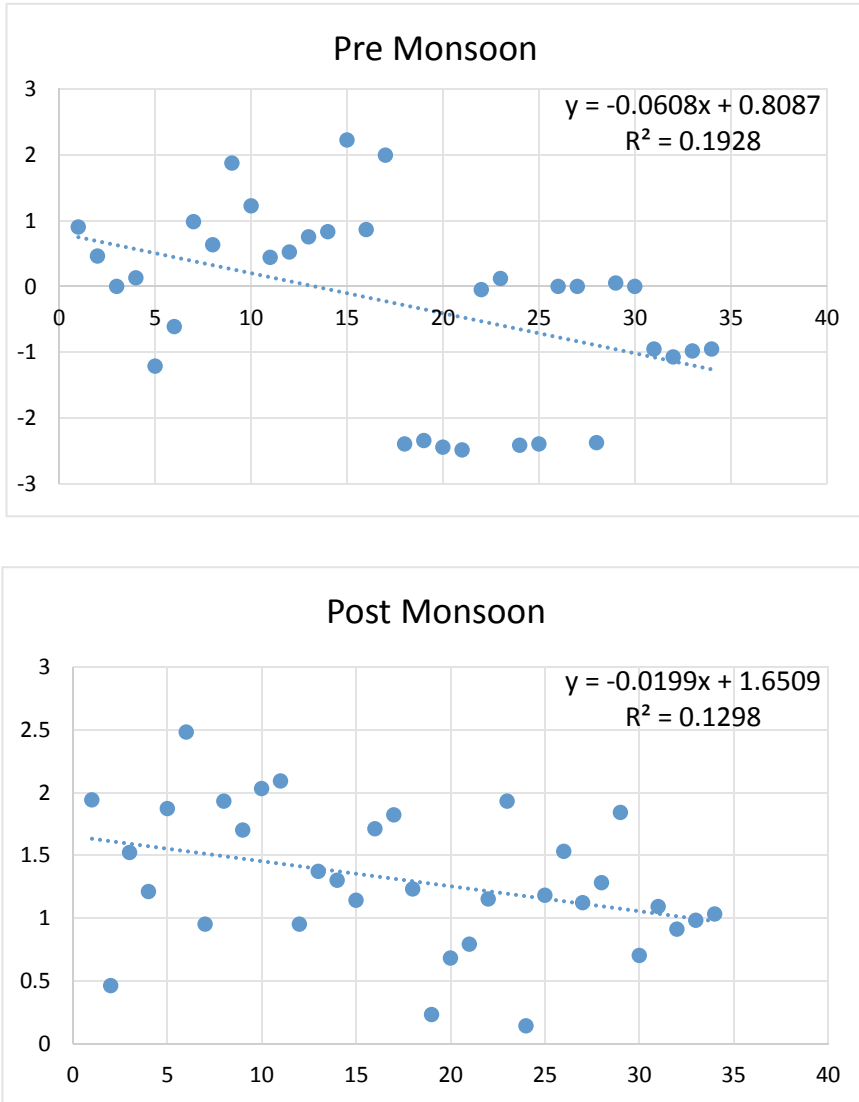 Pre Monsoon
3
y = -0.0608x + 0.8087
R² = 0.1928
2
1
0
0 5 10 15 20 25 30 35 40
-1
-2
-3
Post Monsoon
3
y = -0.0199x + 1.6509
R² = 0.1298
2.5
2
1.5
1
0.5
0
0 5 10 15 20 25 30 35 40